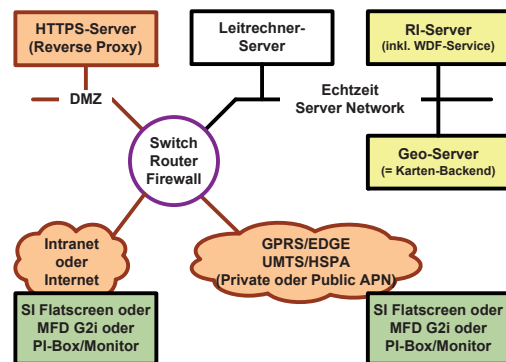 HTTPS-Server
(Reverse Proxy)
Leitrechner-
Server
RI-Server
(inkl. WDF-Service)
DMZ
Echtzeit
Server Network
Switch
Router
Firewall
Geo-Server
(= Karten-Backend)
Intranet
oder
Internet
GPRS/EDGE
UMTS/HSPA
(Private oder Public APN)
SI Flatscreen oder
MFD G2i oder
PI-Box/Monitor
SI Flatscreen oder
MFD G2i oder
PI-Box/Monitor